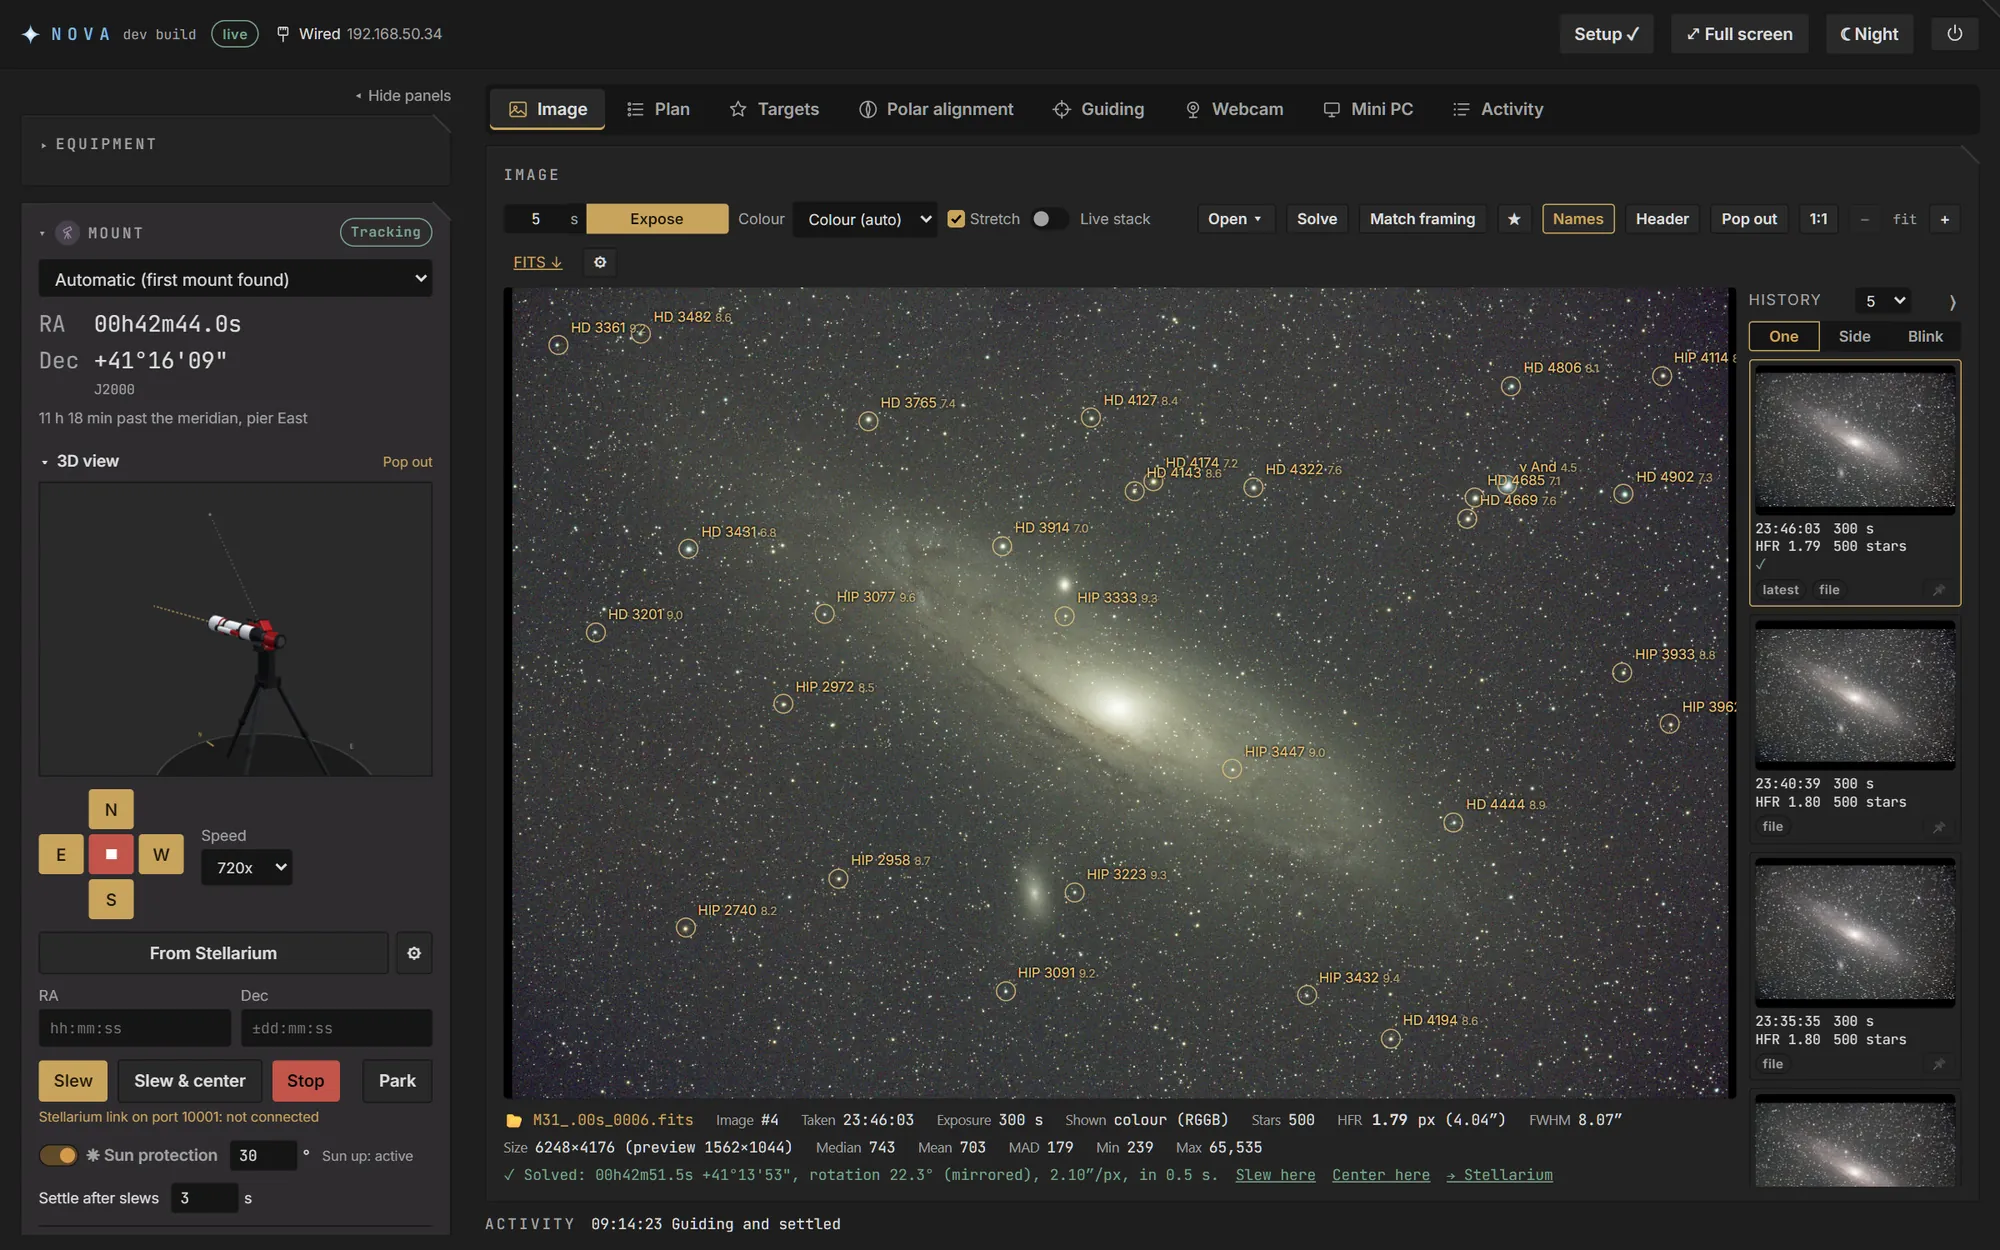 NOVA dev build live Wired 192.168.50.34
Setup ✓ Full screen Night
Hide panels
EQUIPMENT
MOUNT Tracking
Automatic (first mount found)
RA 00h42m44.0s
Dec +41°16'09"
J2000
11 h 18 min past the meridian, pier East
3D view Pop out
N
E W
S
Speed
720x
From Stellarium
RA Dec
hh:mm:ss ±dd:mm:ss
Slew Slew & center Stop Park
Stellarium link on port 10001: not connected
Sun protection 30 ° Sun up: active
Settle after slews 3 s
Image Plan Targets Polar alignment Guiding Webcam Mini PC Activity
IMAGE
5 s Expose Colour Colour (auto) Stretch Live stack Open Solve Match framing ★ Names Header Pop out 1:1 − fit +
FITS ↓
HD 3361 9.2
HD 3482 8.6
HIP 4114
HD 4806 8.1
HD 3765 7.4
HD 4127 8.4
HD 4174 7.2
HD 4143 8.6
HD 4322 7.6
ν And 4.5
HD 4685 7.1
HD 4669 7.6
HD 4902 7.3
HD 3431 6.8
HD 3914 7.0
HIP 3077 9.6
HIP 3333 9.3
HD 3201 9.0
HIP 3933 8.8
HIP 2972 8.5
HIP 3962
HIP 3447 9.0
HD 4444 8.9
HIP 2958 8.7
HIP 3223 9.3
HIP 2740 8.2
HIP 3091 9.2
HIP 3432 9.4
HD 4194 8.6
HISTORY 5
One Side Blink
23:46:03 300 s
HFR 1.79 500 stars
✓
latest file
23:40:39 300 s
HFR 1.80 500 stars
file
23:35:35 300 s
HFR 1.80 500 stars
file
M31_.00s_0006.fits Image #4 Taken 23:46:03 Exposure 300 s Shown colour (RGGB) Stars 500 HFR 1.79 px (4.04″) FWHM 8.07″
Size 6248×4176 (preview 1562×1044) Median 743 Mean 703 MAD 179 Min 239 Max 65,535
✓ Solved: 00h42m51.5s +41°13'53", rotation 22.3° (mirrored), 2.10″/px, in 0.5 s. Slew here Center here → Stellarium
ACTIVITY 09:14:23 Guiding and settled